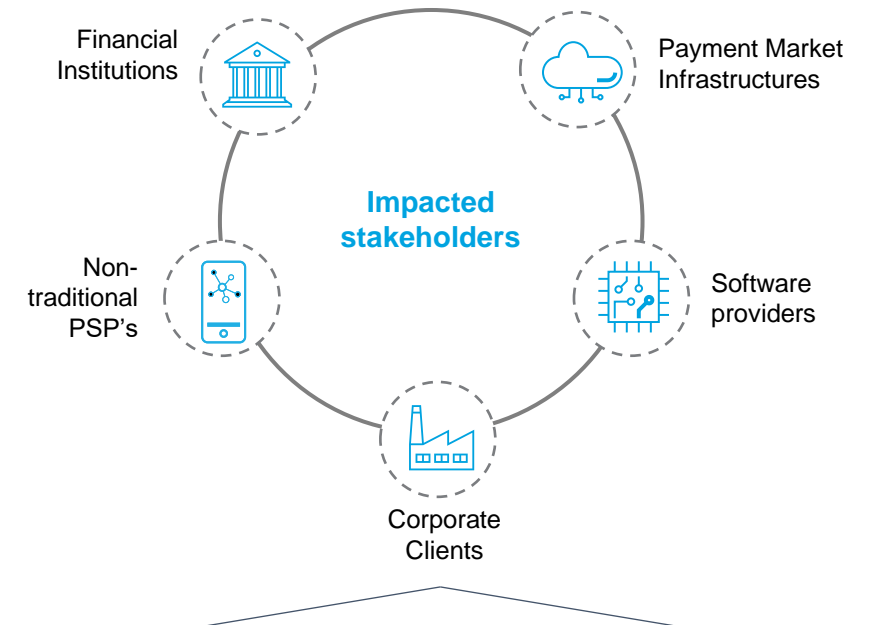 Financial
Institutions
Payment Market
Infrastructures
Impacted
stakeholders
Non-
traditional
PSP's
Software
providers
Corporate
Clients